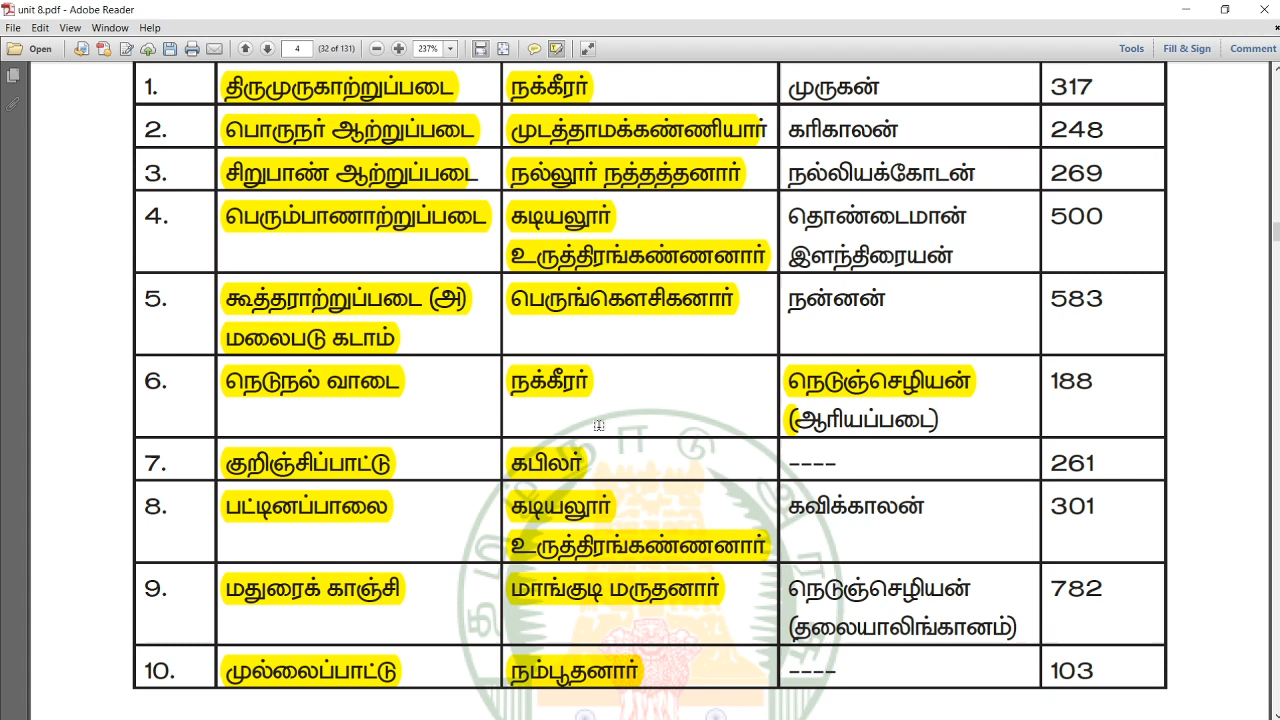 unit 8.pdf - Adobe Reader
File Edit View Window Help
Open 4 (32 of 131) 237% Tools Fill & Sign Comment
1. திருமுருகாற்றுப்படை நக்கீரர் முருகன் 317
2. பொருநர் ஆற்றுப்படை முடத்தாமக்கண்ணியார் கரிகாலன் 248
3. சிறுபாண் ஆற்றுப்படை நல்லூர் நத்தத்தனார் நல்லியக்கோடன் 269
4. பெரும்பாணாற்றுப்படை கடியலூர் தொண்டைமான் 500
உருத்திரங்கண்ணனார் இளந்திரையன்
5. கூத்தராற்றுப்படை (அ) பெருங்கௌசிகனார் நன்னன் 583
மலைபடு கடாம்
6. நெடுநல் வாடை நக்கீரர் நெடுஞ்செழியன் 188
(ஆரியப்படை)
7. குறிஞ்சிப்பாட்டு கபிலர் ---- 261
8. பட்டினப்பாலை கடியலூர் கவிக்காலன் 301
உருத்திரங்கண்ணனார்
9. மதுரைக் காஞ்சி மாங்குடி மருதனார் நெடுஞ்செழியன் 782
(தலையாலிங்கானம்)
10. முல்லைப்பாட்டு நம்பூதனார் ---- 103